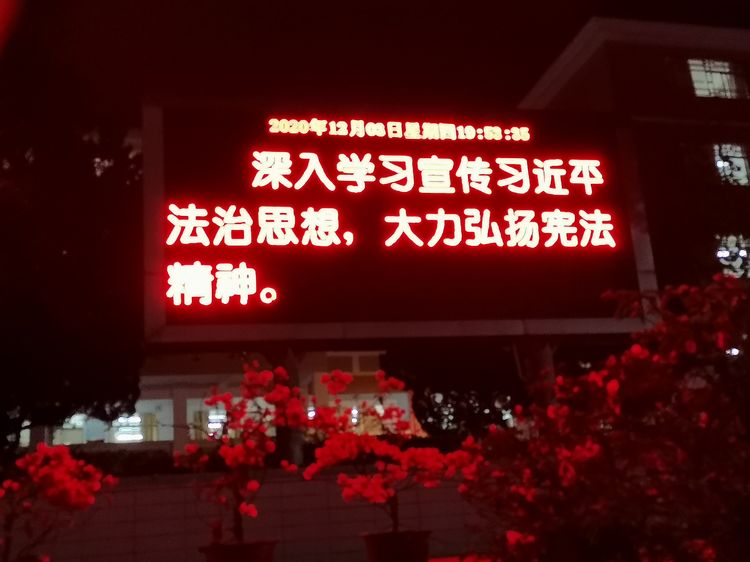 2020年12月03日星期四19:53:35
深入学习宣传习近平
法治思想，大力弘扬宪法
精神。